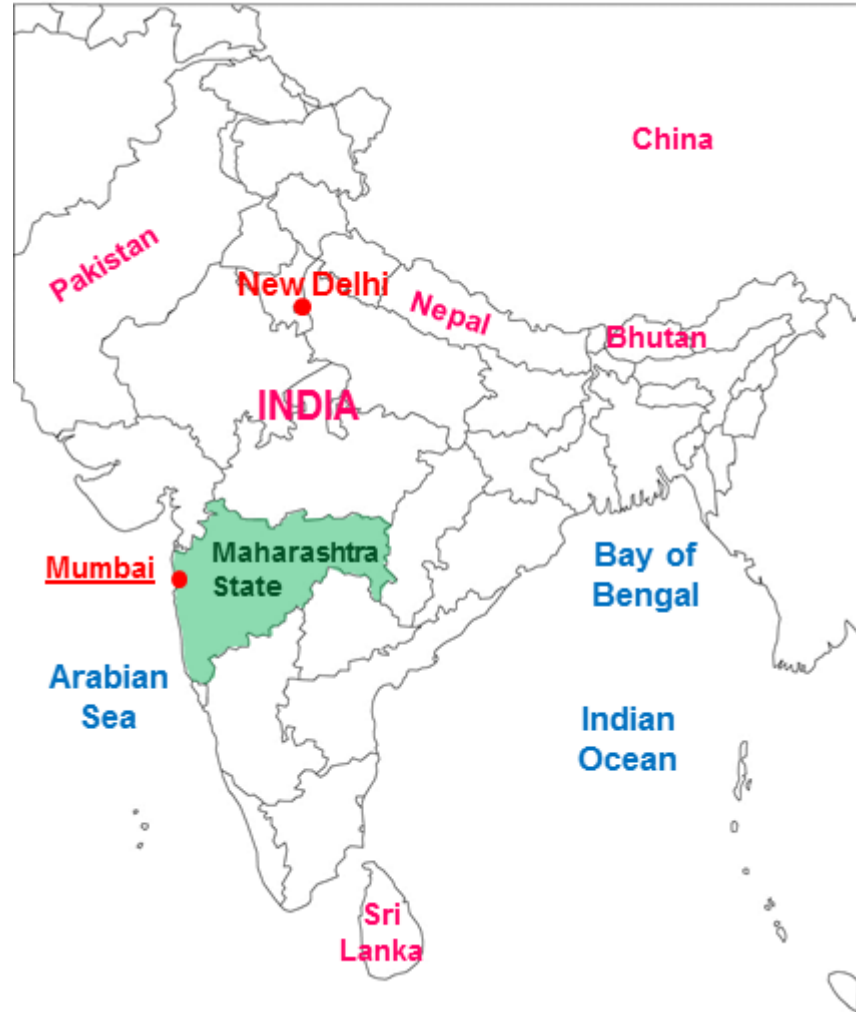 China
Pakistan
New Delhi
Nepal
Bhutan
INDIA
Maharashtra
State
Mumbai
Bay of
Bengal
Arabian
Sea
Indian
Ocean
Sri
Lanka